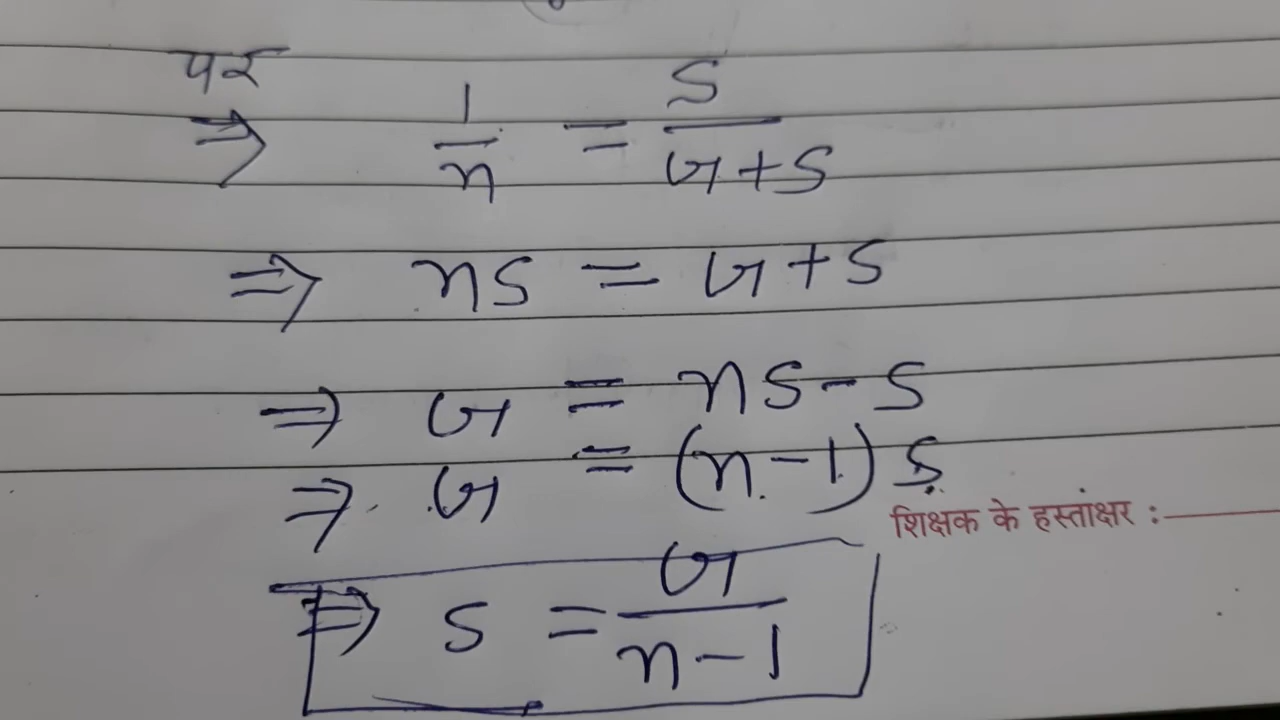 पर
⇒ 1/n = S/(G+S)
⇒ nS = G+S
⇒ G = nS-S
⇒ G = (n-1) S
शिक्षक के हस्तांक्षर :
⇒ S = G/(n-1)